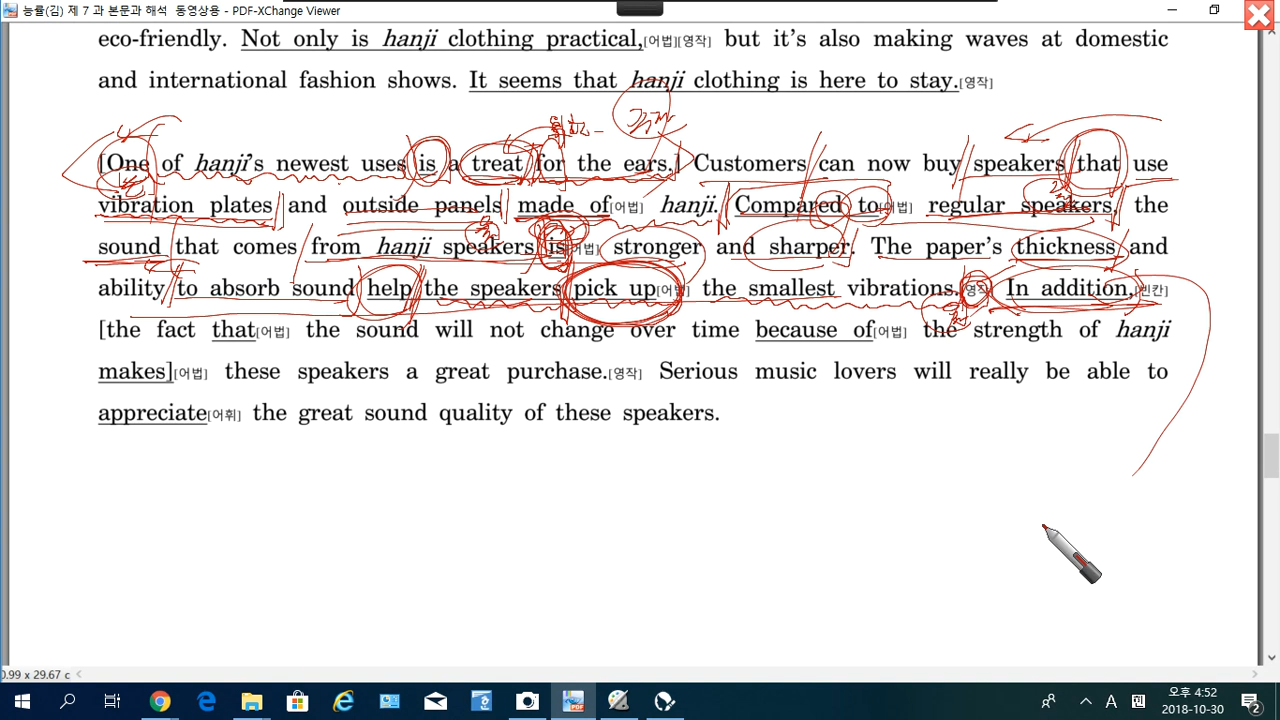 능률(김) 제 7 과 본문과 해석 동영상용 - PDF-XChange Viewer
eco-friendly. Not only is hanji clothing practical,[어법][영작] but it's also making waves at domestic
and international fashion shows. It seems that hanji clothing is here to stay.[영작]
[One of hanji's newest uses is a treat for the ears.] Customers can now buy speakers that use
vibration plates and outside panels made of[어법] hanji. Compared to[어법] regular speakers, the
sound that comes from hanji speakers is[어법] stronger and sharper. The paper's thickness and
ability to absorb sound help the speakers pick up[어법] the smallest vibrations.[영작] In addition,[빈칸]
[the fact that[어법] the sound will not change over time because of[어법] the strength of hanji
makes][어법] these speakers a great purchase.[영작] Serious music lovers will really be able to
appreciate[어휘] the great sound quality of these speakers.
0.99 x 29.67 c
A 한 오후 4:52
2018-10-30 2